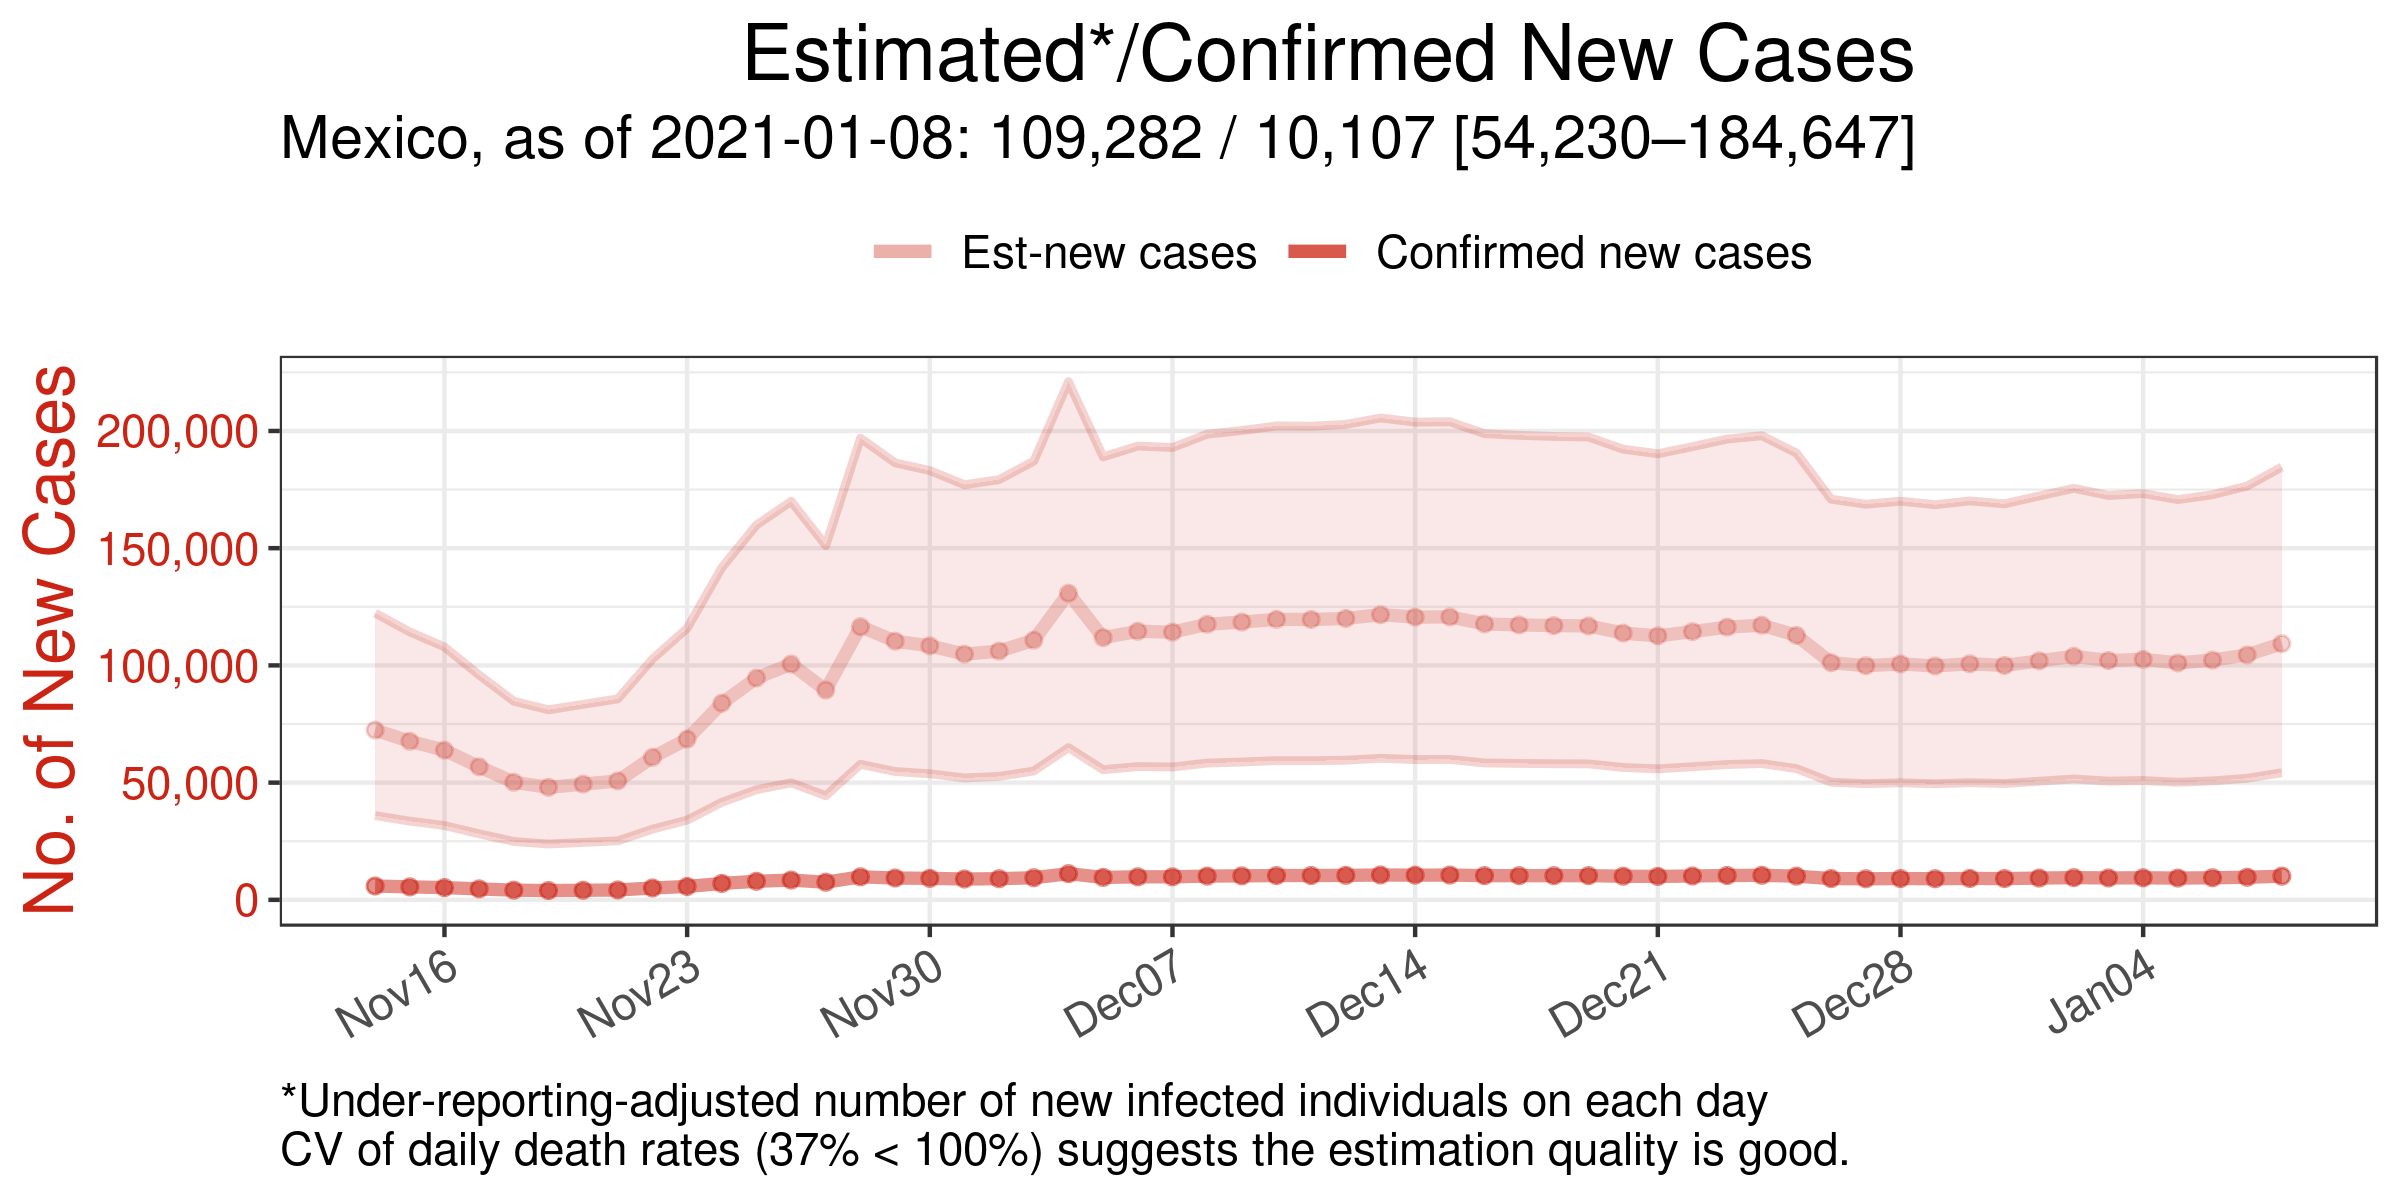 Estimated*/Confirmed New Cases
Mexico, as of 2021-01-08: 109,282 / 10,107 [54,230–184,647]
Est-new cases
Confirmed new cases
No. of New Cases
200,000
150,000
100,000
50,000
0
Nov16
Nov23
Nov30
Dec07
Dec14
Dec21
Dec28
Jan04
*Under-reporting-adjusted number of new infected individuals on each day
CV of daily death rates (37% < 100%) suggests the estimation quality is good.